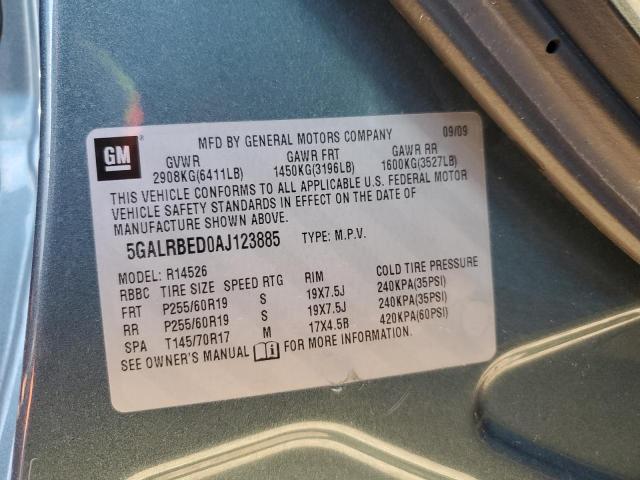 GM
MFD BY GENERAL MOTORS COMPANY 09/09
GVWR GAWR FRT GAWR RR
2908KG(6411LB) 1450KG(3196LB) 1600KG(3527LB)
THIS VEHICLE CONFORMS TO ALL APPLICABLE U.S. FEDERAL MOTOR
VEHICLE SAFETY STANDARDS IN EFFECT ON THE DATE OF
MANUFACTURE SHOWN ABOVE.
5GALRBED0AJ123885 TYPE: M.P.V.
MODEL: R14526
RBBC TIRE SIZE SPEED RTG RIM COLD TIRE PRESSURE
FRT P255/60R19 S 19X7.5J 240KPA(35PSI)
RR P255/60R19 S 19X7.5J 240KPA(35PSI)
SPA T145/70R17 M 17X4.5B 420KPA(60PSI)
SEE OWNER'S MANUAL FOR MORE INFORMATION.